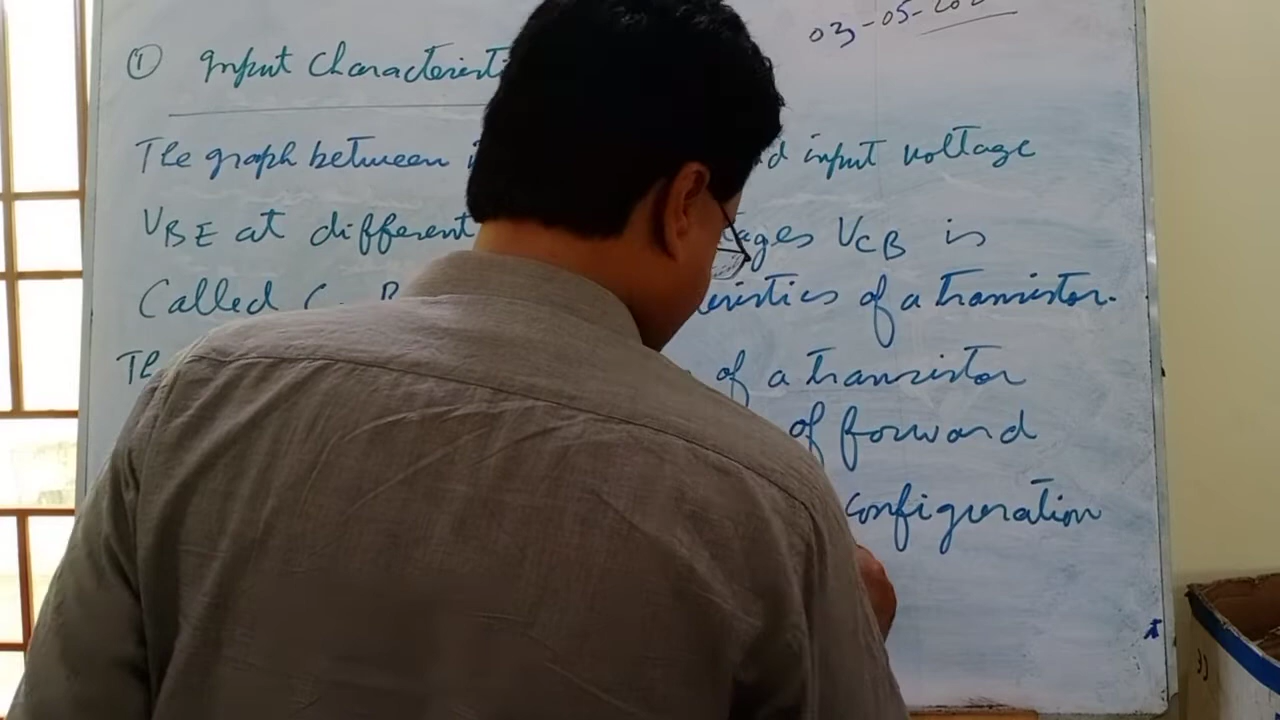 03-05-20
① Input Characteristi
The graph between i d input voltage
VBE at different tages VCB is
Called C. B eristics of a transistor.
Th of a transistor
of forward
configuration